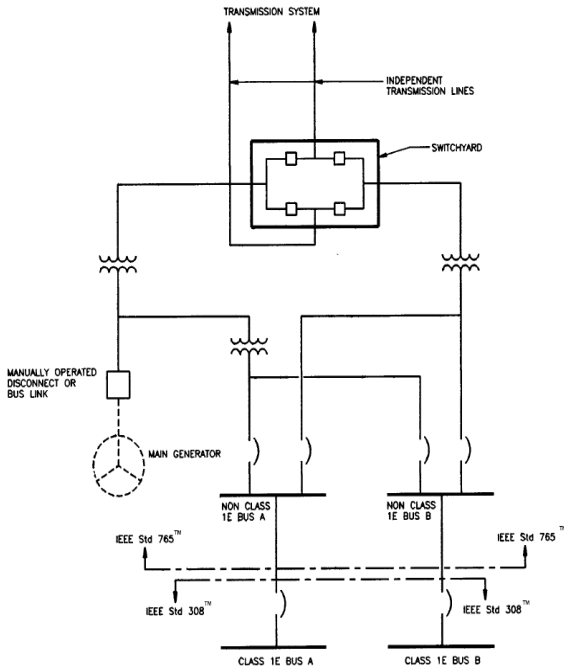 TRANSMISSION SYSTEM
INDEPENDENT
TRANSMISSION LINES
SWITCHYARD
MANUALLY OPERATED
DISCONNECT OR
BUS LINK
MAIN GENERATOR
NON CLASS
1E BUS A
NON CLASS
1E BUS B
IEEE Std 765™
IEEE Std 765™
IEEE Std 308™
IEEE Std 308™
CLASS 1E BUS A
CLASS 1E BUS B